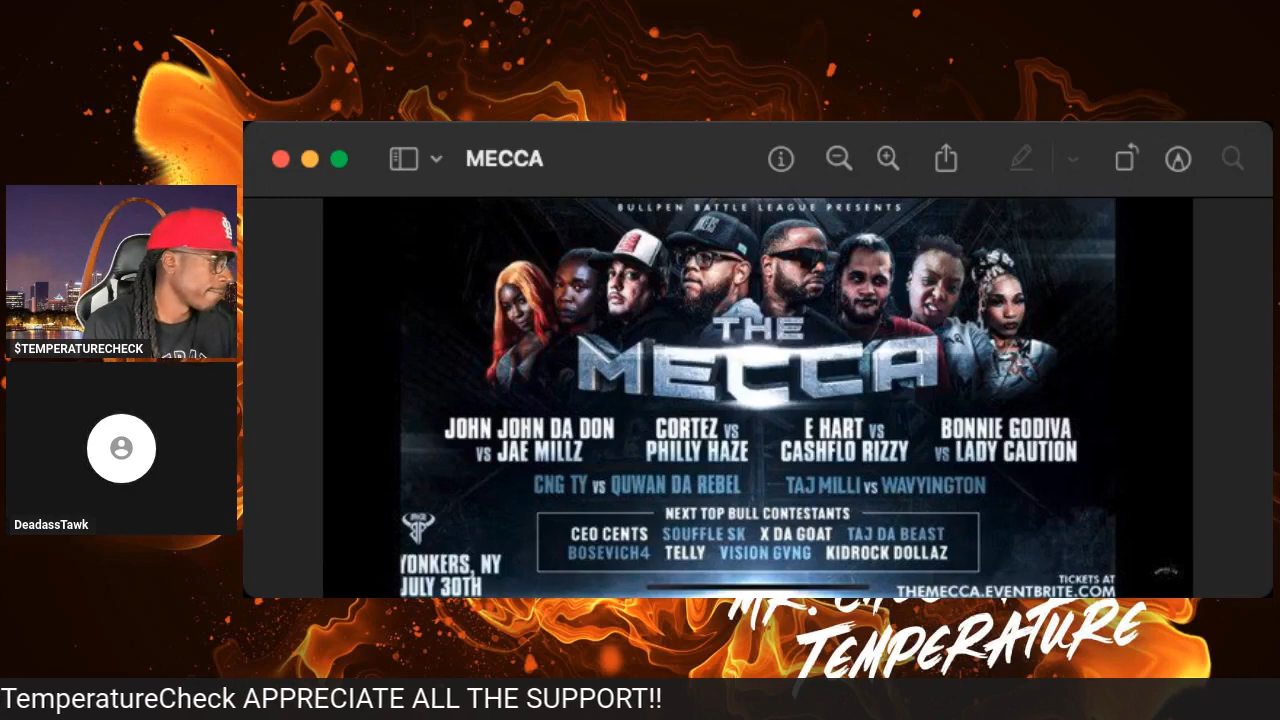 MECCA
BULLPEN BATTLE LEAGUE PRESENTS
THE
MECCA
JOHN JOHN DA DON
vs JAE MILLZ
CORTEZ vs
PHILLY HAZE
E HART vs
CASHFLO RIZZY
BONNIE GODIVA
vs LADY CAUTION
CNG TY vs QUWAN DA REBEL
TAJ MILLI vs WAVYINGTON
NEXT TOP BULL CONTESTANTS
CEO CENTS SOUFFLE SK X DA GOAT TAJ DA BEAST
BOSEVICH4 TELLY VISION GVNG KIDROCK DOLLAZ
YONKERS, NY
JULY 30TH
TICKETS AT
THEMECCA.EVENTBRITE.COM
$TEMPERATURECHECK
DeadassTawk
MR.
TEMPERATURE
TemperatureCheck APPRECIATE ALL THE SUPPORT!!